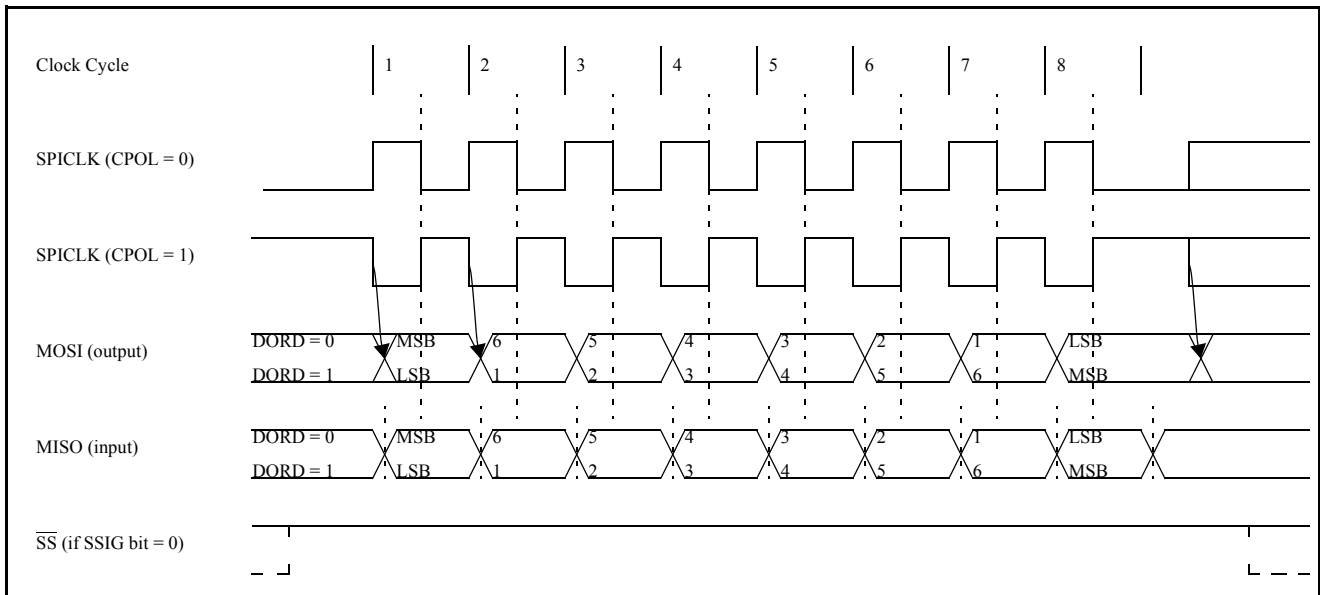 Clock Cycle 1 2 3 4 5 6 7 8
SPICLK (CPOL = 0)
SPICLK (CPOL = 1)
DORD = 0 MSB 6 5 4 3 2 1 LSB
MOSI (output)
DORD = 1 LSB 1 2 3 4 5 6 MSB
DORD = 0 MSB 6 5 4 3 2 1 LSB
MISO (input)
DORD = 1 LSB 1 2 3 4 5 6 MSB
S̅S̅ (if SSIG bit = 0)